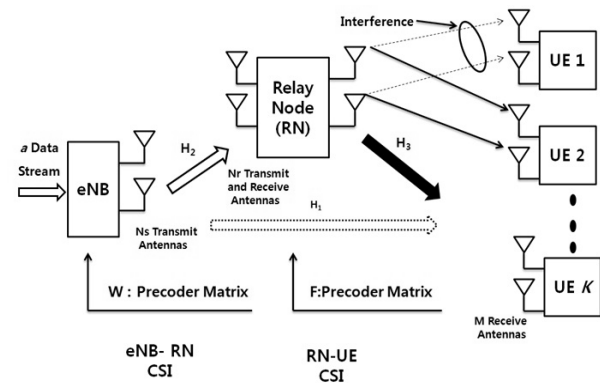 Interference
UE 1
Relay
Node
(RN)
a Data
Stream
eNB
H2
H3
UE 2
Nr Transmit
and Receive
Antennas
H1
Ns Transmit
Antennas
W : Precoder Matrix
F:Precoder Matrix
UE K
M Receive
Antennas
eNB- RN
CSI
RN-UE
CSI